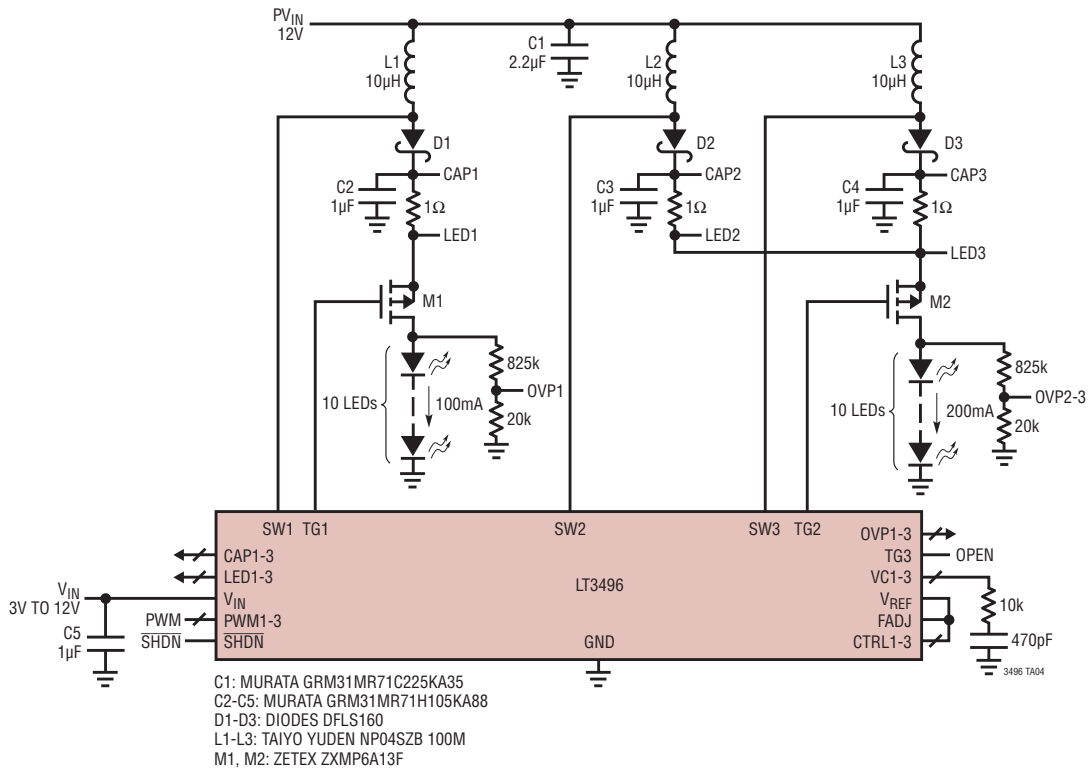 PVIN
12V
C1
2.2µF
L1
10µH
L2
10µH
L3
10µH
D1
D2
D3
CAP1
CAP2
CAP3
C2
1µF
1Ω
C3
1µF
1Ω
C4
1µF
1Ω
LED1
LED2
LED3
M1
M2
825k
OVP1
10 LEDs
100mA
20k
825k
OVP2-3
10 LEDs
200mA
20k
SW1 TG1
SW2
SW3 TG2
CAP1-3
LED1-3
VIN
3V TO 12V
VIN
PWM
PWM1-3
SHDN
SHDN
C5
1µF
LT3496
GND
OVP1-3
TG3
OPEN
VC1-3
VREF
FADJ
CTRL1-3
10k
470pF
3496 TA04
C1: MURATA GRM31MR71C225KA35
C2-C5: MURATA GRM31MR71H105KA88
D1-D3: DIODES DFLS160
L1-L3: TAIYO YUDEN NP04SZB 100M
M1, M2: ZETEX ZXMP6A13F